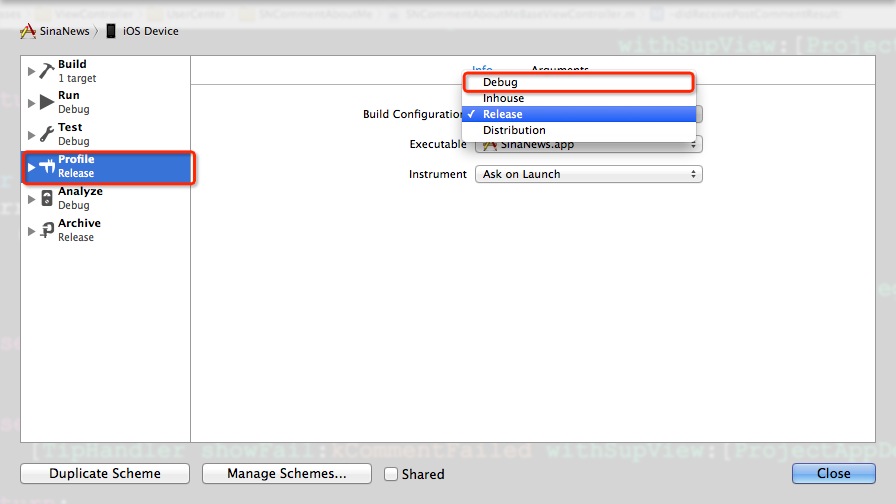 SinaNews
iOS Device
withSupView:[Projec
Build
1 target
Run
Debug
Test
Debug
Profile
Release
Analyze
Debug
Archive
Release
Info
Arguments
Build Configuration
Debug
Inhouse
✓ Release
Distribution
Executable
SinaNews.app
Instrument
Ask on Launch
[TipHandler showFail:kCommentFailed withSupView:[ProjectAppDe
Duplicate Scheme
Manage Schemes...
Shared
Close